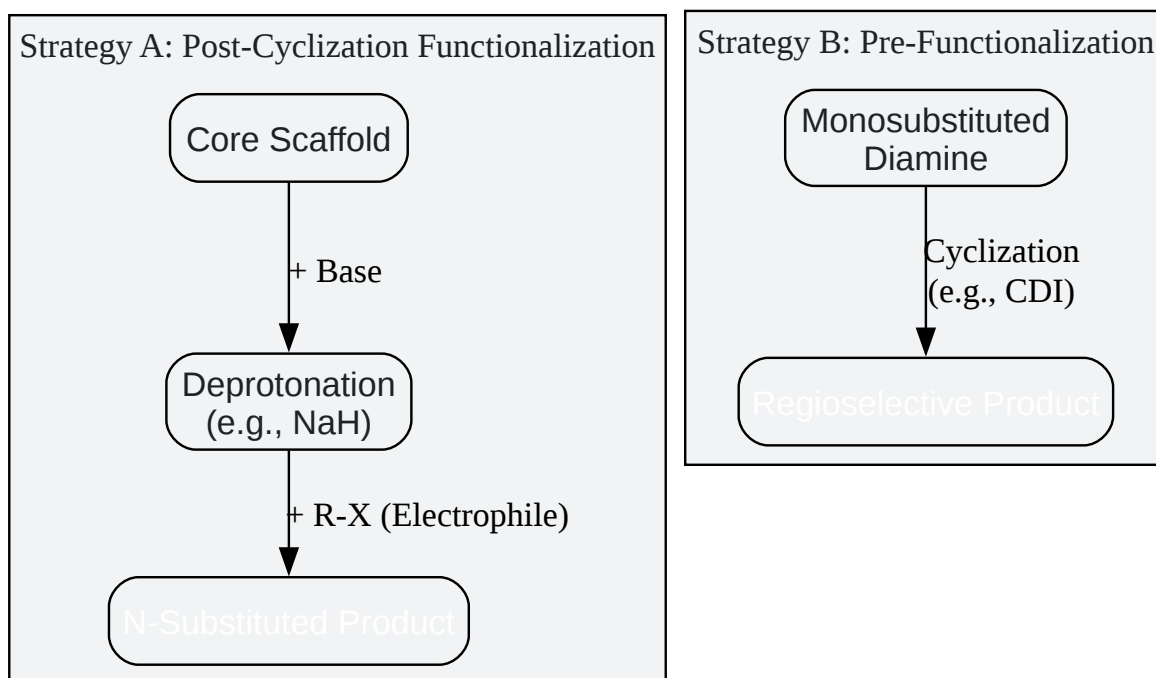 Strategy A: Post-Cyclization Functionalization
Core Scaffold
+ Base
Deprotonation
(e.g., NaH)
+ R-X (Electrophile)
N-Substituted Product
Strategy B: Pre-Functionalization
Monosubstituted
Diamine
Cyclization
(e.g., CDI)
Regioselective Product